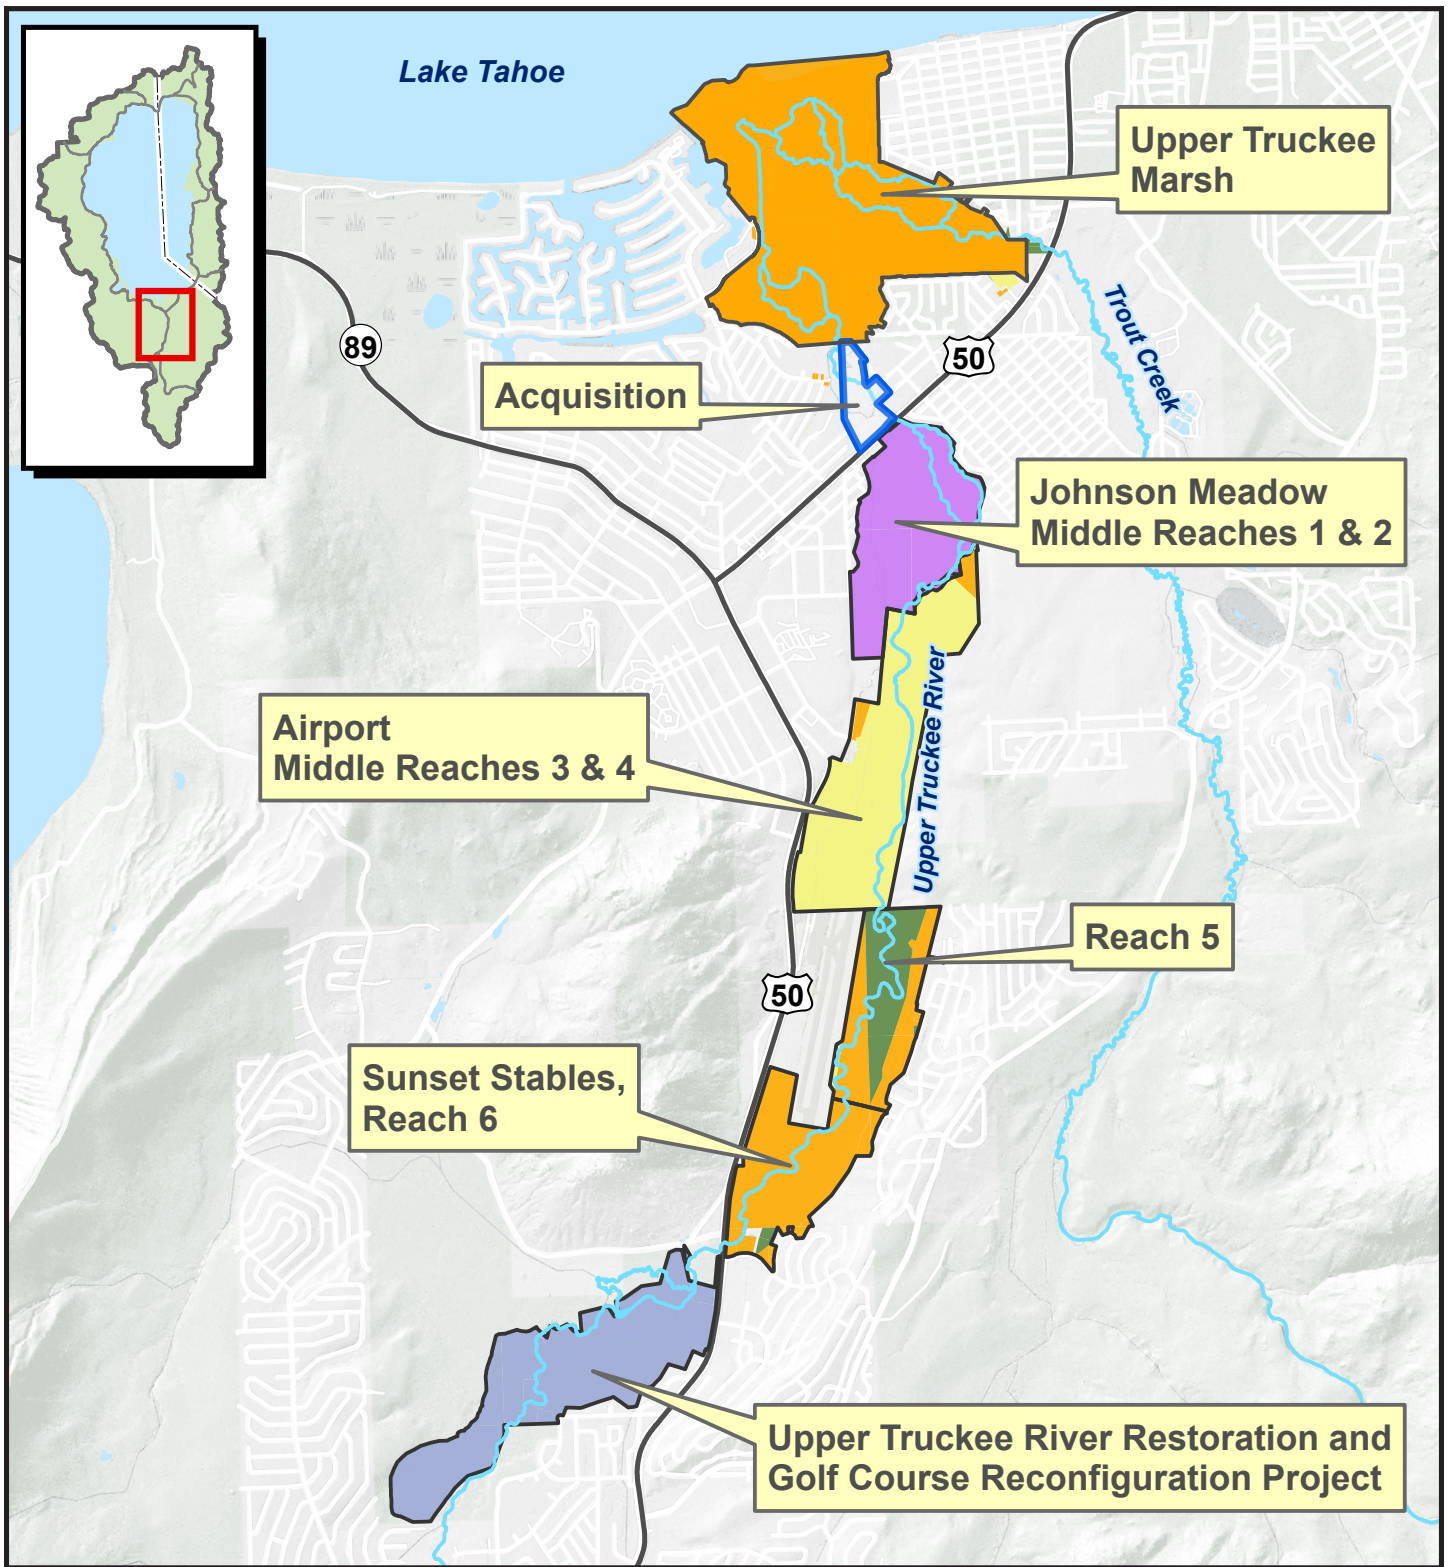 Lake Tahoe
Upper Truckee
Marsh
Trout Creek
89
50
Acquisition
Johnson Meadow
Middle Reaches 1 & 2
Upper Truckee River
Airport
Middle Reaches 3 & 4
Reach 5
50
Sunset Stables,
Reach 6
Upper Truckee River Restoration and
Golf Course Reconfiguration Project